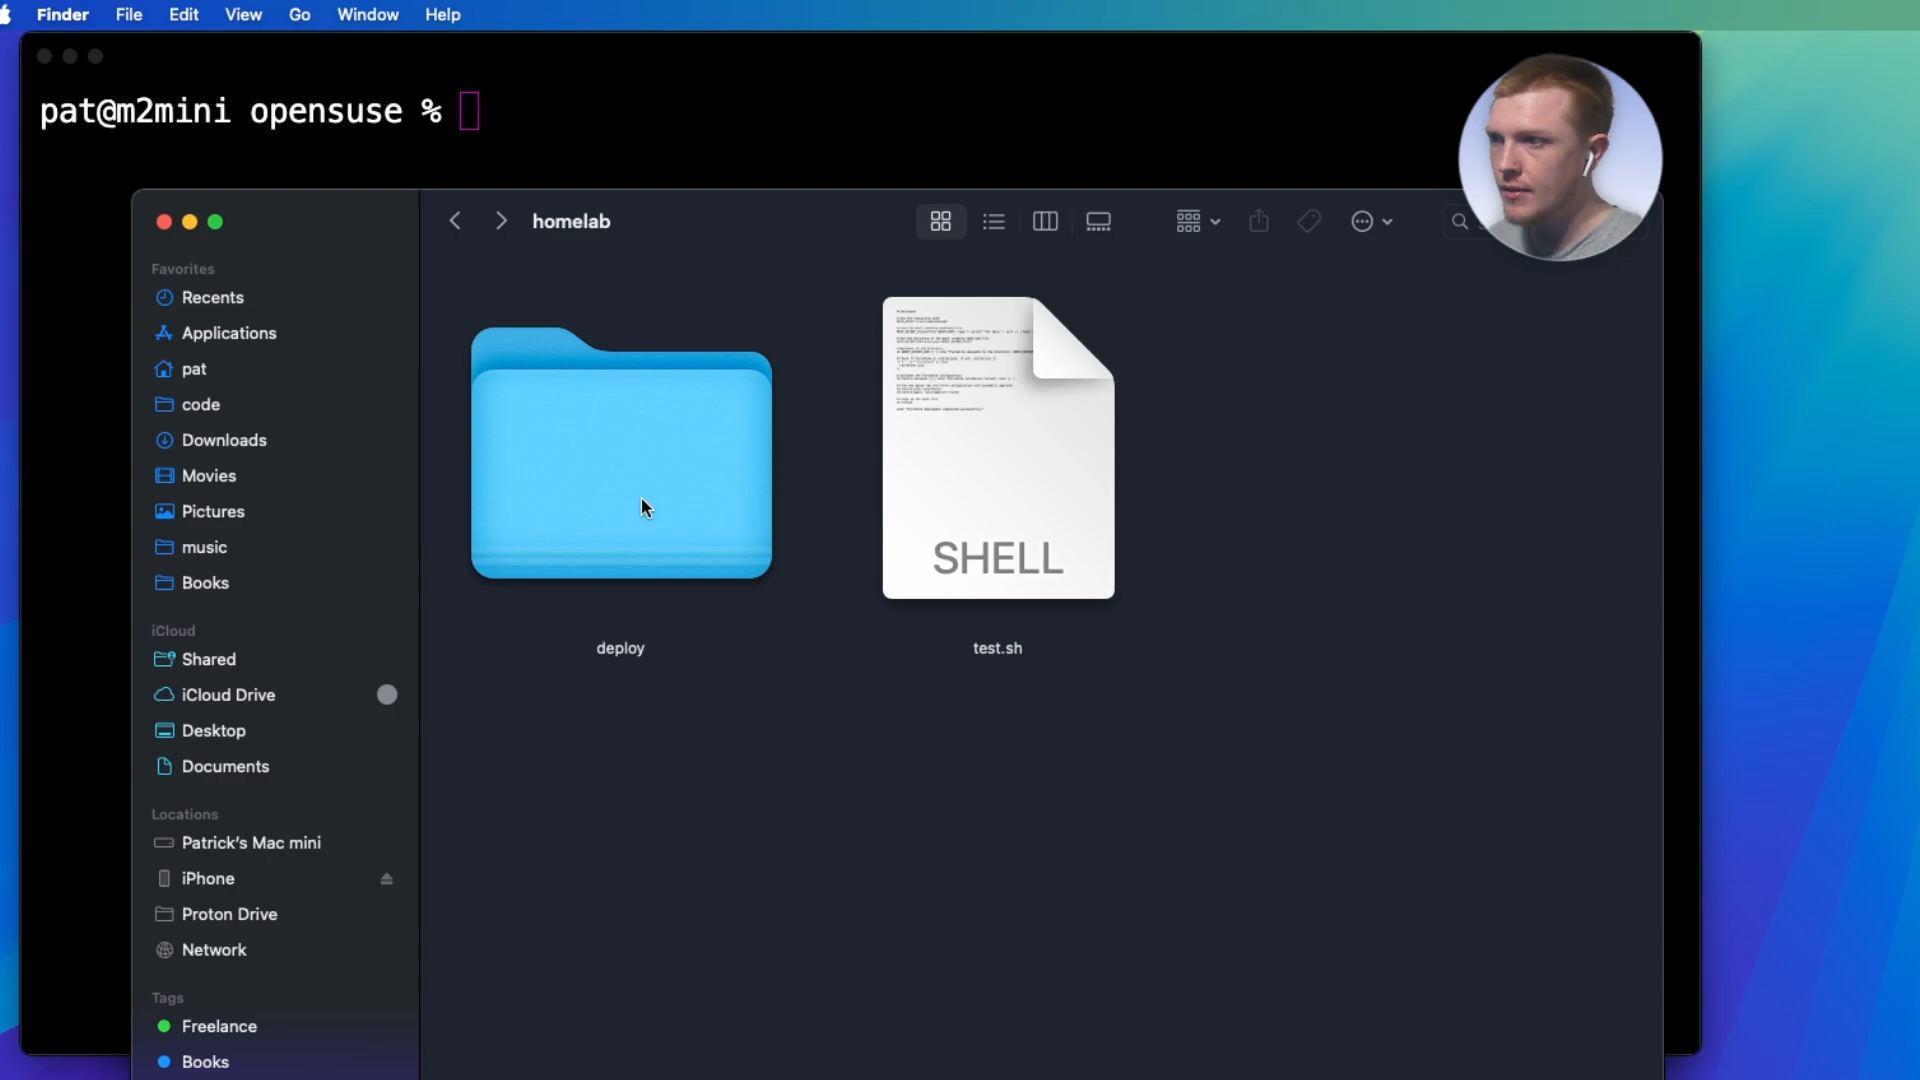 Finder File Edit View Go Window Help
pat@m2mini opensuse %
homelab
Favorites
Recents
Applications
pat
code
Downloads
Movies
Pictures
music
Books
iCloud
Shared
iCloud Drive
Desktop
Documents
Locations
Patrick's Mac mini
iPhone
Proton Drive
Network
Tags
Freelance
Books
SHELL
deploy
test.sh